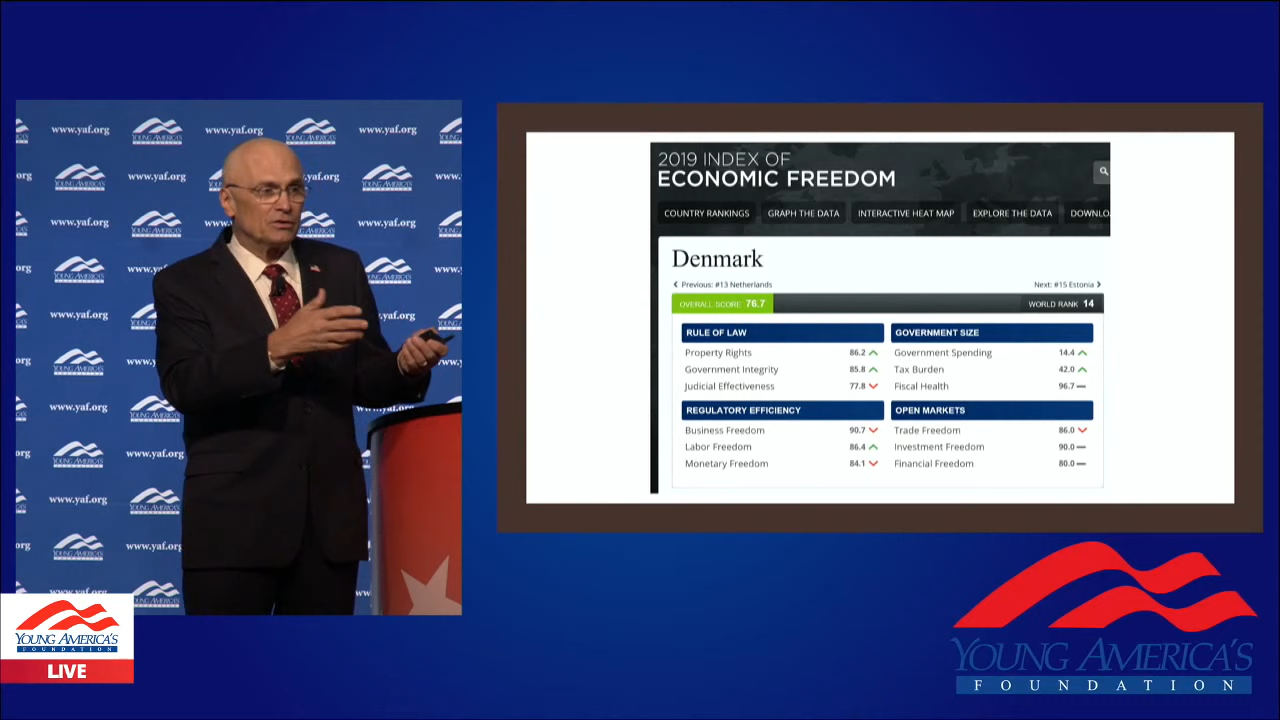 www.yaf.org
YOUNG AMERICA'S
FOUNDATION
2019 INDEX OF
ECONOMIC FREEDOM
COUNTRY RANKINGS GRAPH THE DATA INTERACTIVE HEAT MAP EXPLORE THE DATA DOWNLO
Denmark
Previous: #13 Netherlands Next: #15 Estonia
OVERALL SCORE 76.7 WORLD RANK 14
RULE OF LAW GOVERNMENT SIZE
Property Rights 86.2 Government Spending 14.4
Government Integrity 85.8 Tax Burden 42.0
Judicial Effectiveness 77.8 Fiscal Health 96.7
REGULATORY EFFICIENCY OPEN MARKETS
Business Freedom 90.7 Trade Freedom 86.0
Labor Freedom 86.4 Investment Freedom 90.0
Monetary Freedom 84.1 Financial Freedom 80.0
YOUNG AMERICA'S
FOUNDATION
LIVE
YOUNG AMERICA'S
FOUNDATION